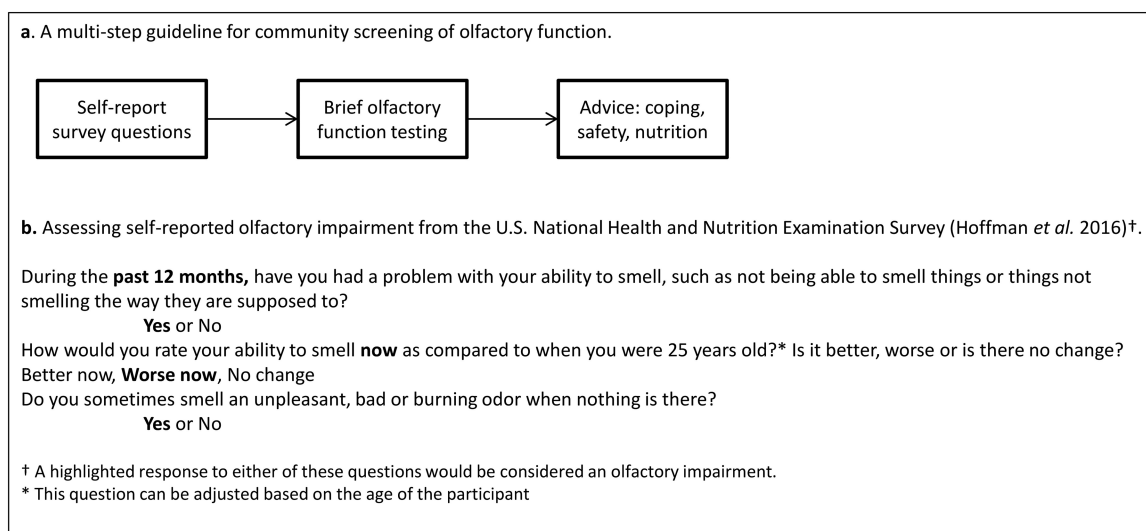 a. A multi-step guideline for community screening of olfactory function.
Self-report
survey questions
Brief olfactory
function testing
Advice: coping,
safety, nutrition
b. Assessing self-reported olfactory impairment from the U.S. National Health and Nutrition Examination Survey (Hoffman et al. 2016)†.
During the past 12 months, have you had a problem with your ability to smell, such as not being able to smell things or things not
smelling the way they are supposed to?
Yes or No
How would you rate your ability to smell now as compared to when you were 25 years old?* Is it better, worse or is there no change?
Better now, Worse now, No change
Do you sometimes smell an unpleasant, bad or burning odor when nothing is there?
Yes or No
† A highlighted response to either of these questions would be considered an olfactory impairment.
* This question can be adjusted based on the age of the participant